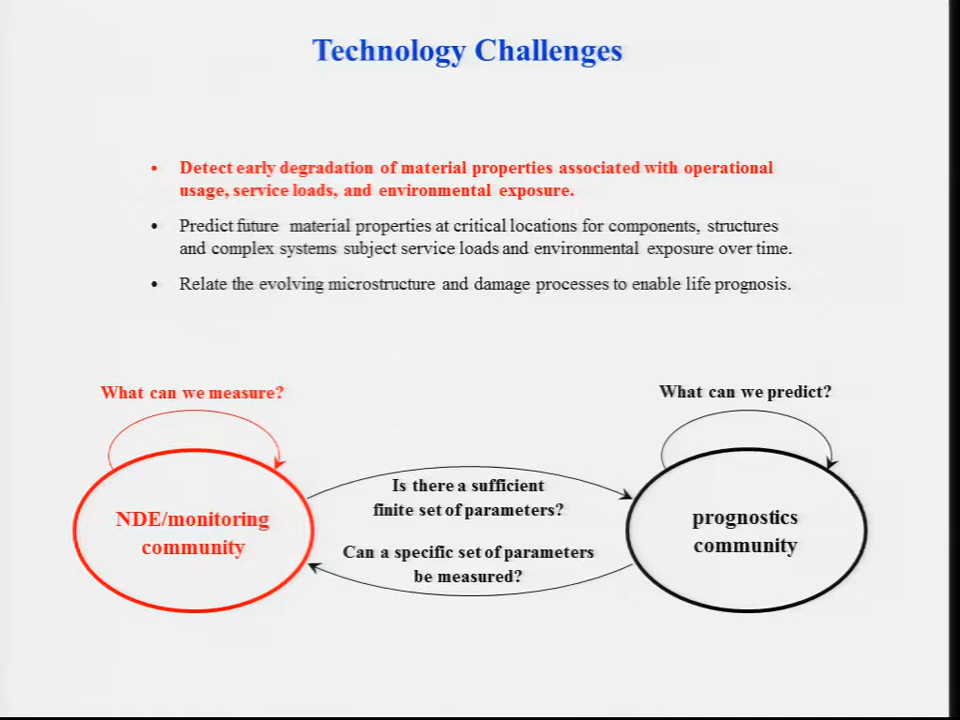 Technology Challenges
• Detect early degradation of material properties associated with operational
usage, service loads, and environmental exposure.
• Predict future material properties at critical locations for components, structures
and complex systems subject service loads and environmental exposure over time.
• Relate the evolving microstructure and damage processes to enable life prognosis.
What can we measure?
What can we predict?
Is there a sufficient
finite set of parameters?
NDE/monitoring
community
prognostics
community
Can a specific set of parameters
be measured?